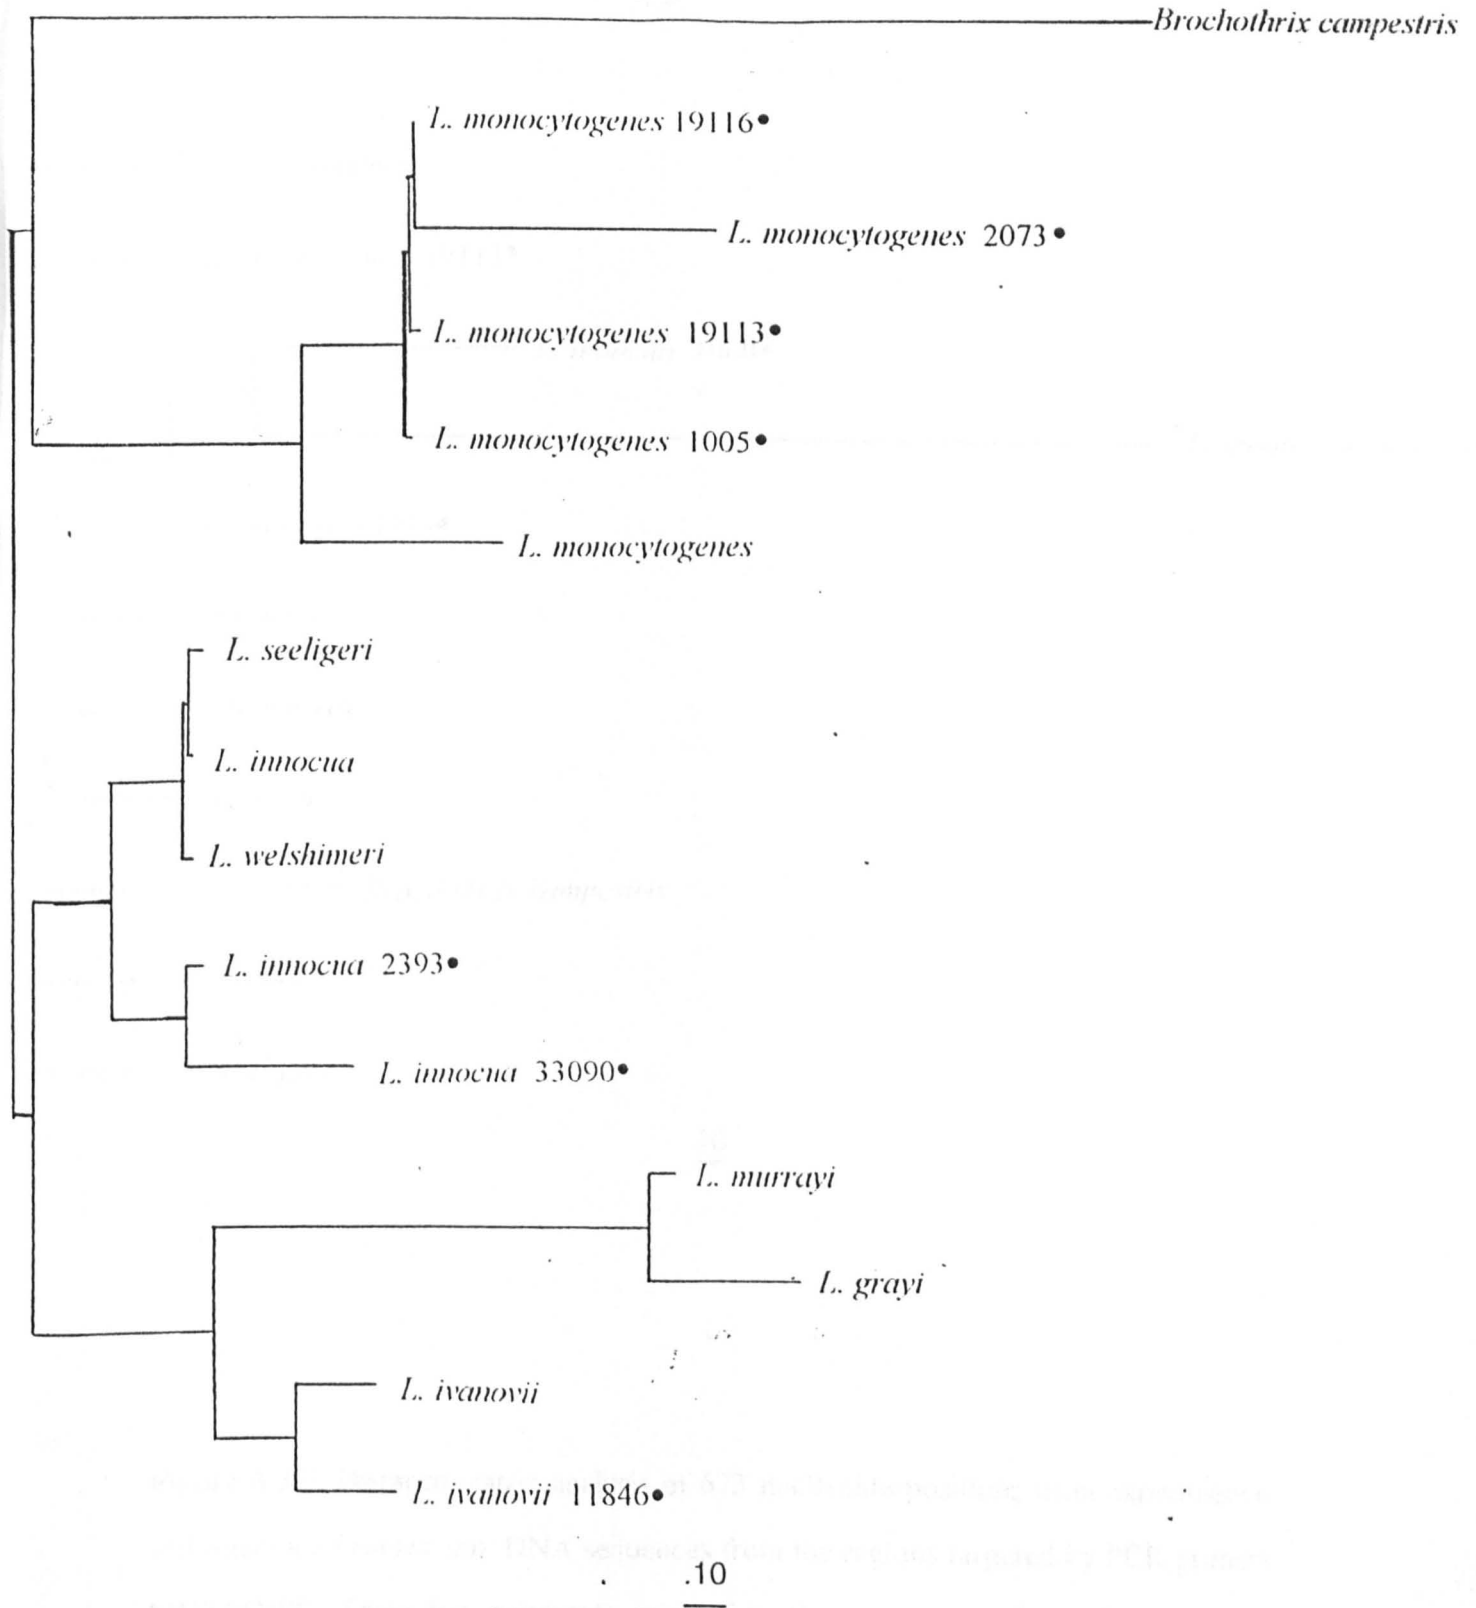 Brochothrix campestris
L. monocytogenes 19116•
L. monocytogenes 2073•
L. monocytogenes 19113•
L. monocytogenes 1005•
L. monocytogenes
L. seeligeri
L. innocua
L. welshimeri
L. innocua 2393•
L. innocua 33090•
L. murrayi
L. grayi
L. ivanovii
L. ivanovii 11846•
.10